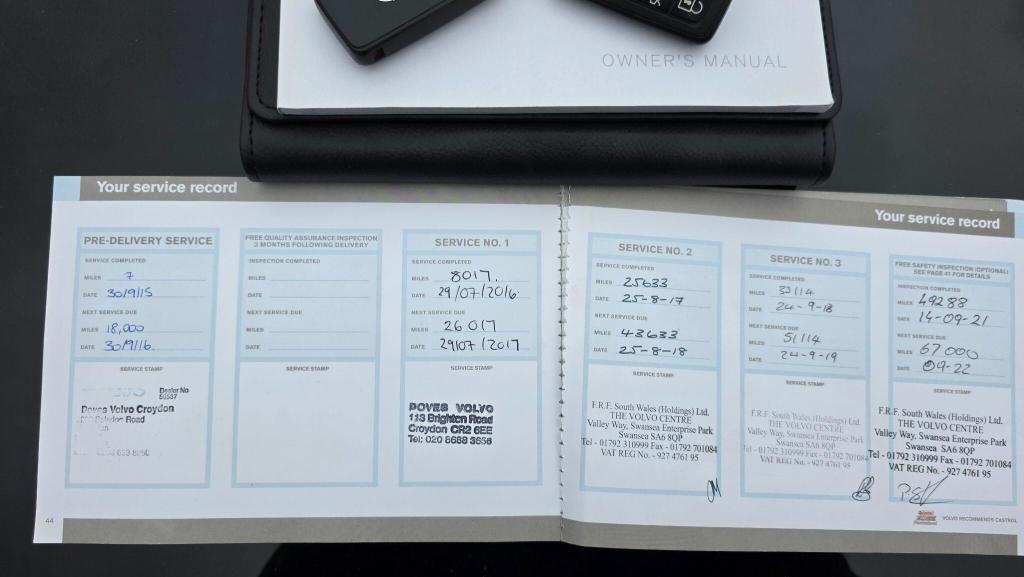 OWNER'S MANUAL
Your service record
Your service record
PRE-DELIVERY SERVICE
SERVICE COMPLETED
MILES 7
DATE 30/9/15
NEXT SERVICE DUE
MILES 18,000
DATE 30/9/16
SERVICE STAMP
Dealer No
Doves Volvo Croydon
Road
FREE QUALITY ASSURANCE INSPECTION
3 MONTHS FOLLOWING DELIVERY
INSPECTION COMPLETED
MILES
DATE
NEXT SERVICE DUE
MILES
DATE
SERVICE STAMP
SERVICE NO. 1
SERVICE COMPLETED
MILES 8017.
DATE 29/07/2016
NEXT SERVICE DUE
MILES 26017
DATE 29/07/2017
SERVICE STAMP
DOVES VOLVO
113 Brighton Road
Croydon CR2 6EE
Tel: 020 8688 3656
SERVICE NO. 2
SERVICE COMPLETED
MILES 25633
DATE 25-8-17
NEXT SERVICE DUE
MILES 43633
DATE 25-8-18
SERVICE STAMP
F.R.F. South Wales (Holdings) Ltd.
THE VOLVO CENTRE
Valley Way, Swansea Enterprise Park
Swansea SA6 8QP
Tel - 01792 310999 Fax - 01792 701084
VAT REG No. - 927 4761 95
SERVICE NO. 3
SERVICE COMPLETED
MILES 33114
DATE 24-9-18
NEXT SERVICE DUE
MILES 51114
DATE 24-9-19
SERVICE STAMP
F.R.F. South Wales (Holdings) Ltd.
THE VOLVO CENTRE
Valley Way, Swansea Enterprise Park
Swansea SA6 8QP
Tel - 01792 310999 Fax - 01792 701084
VAT REG No. - 927 4761 95
FREE SAFETY INSPECTION (OPTIONAL)
SEE PAGE 41 FOR DETAILS
INSPECTION COMPLETED
MILES 49288
DATE 14-09-21
NEXT SERVICE DUE
MILES 67000
DATE 09-22
SERVICE STAMP
F.R.F. South Wales (Holdings) Ltd.
THE VOLVO CENTRE
Valley Way, Swansea Enterprise Park
Swansea SA6 8QP
Tel - 01792 310999 Fax - 01792 701084
VAT REG No. - 927 4761 95
44
VOLVO RECOMMENDS CASTROL